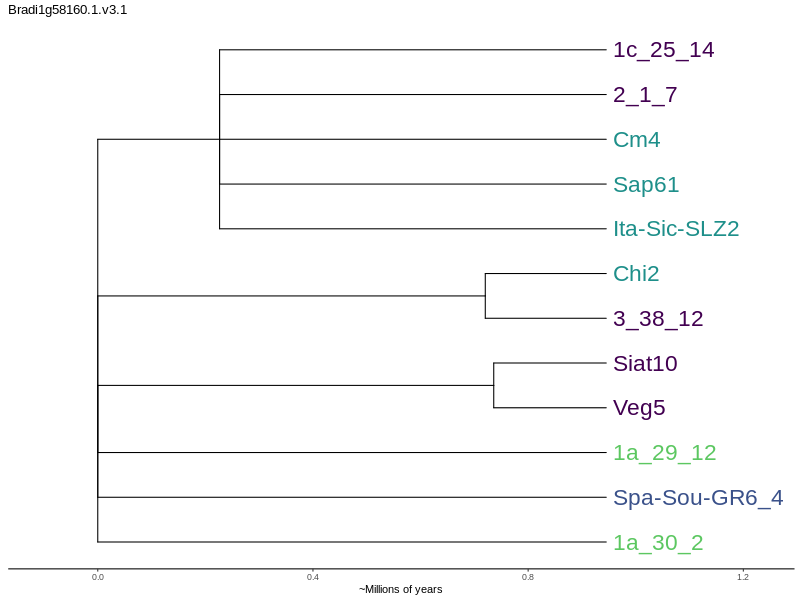 Bradi1g58160.1.v3.1
1c_25_14
2_1_7
Cm4
Sap61
Ita-Sic-SLZ2
Chi2
3_38_12
Siat10
Veg5
1a_29_12
Spa-Sou-GR6_4
1a_30_2
0.0 0.4 0.8 1.2
~Millions of years